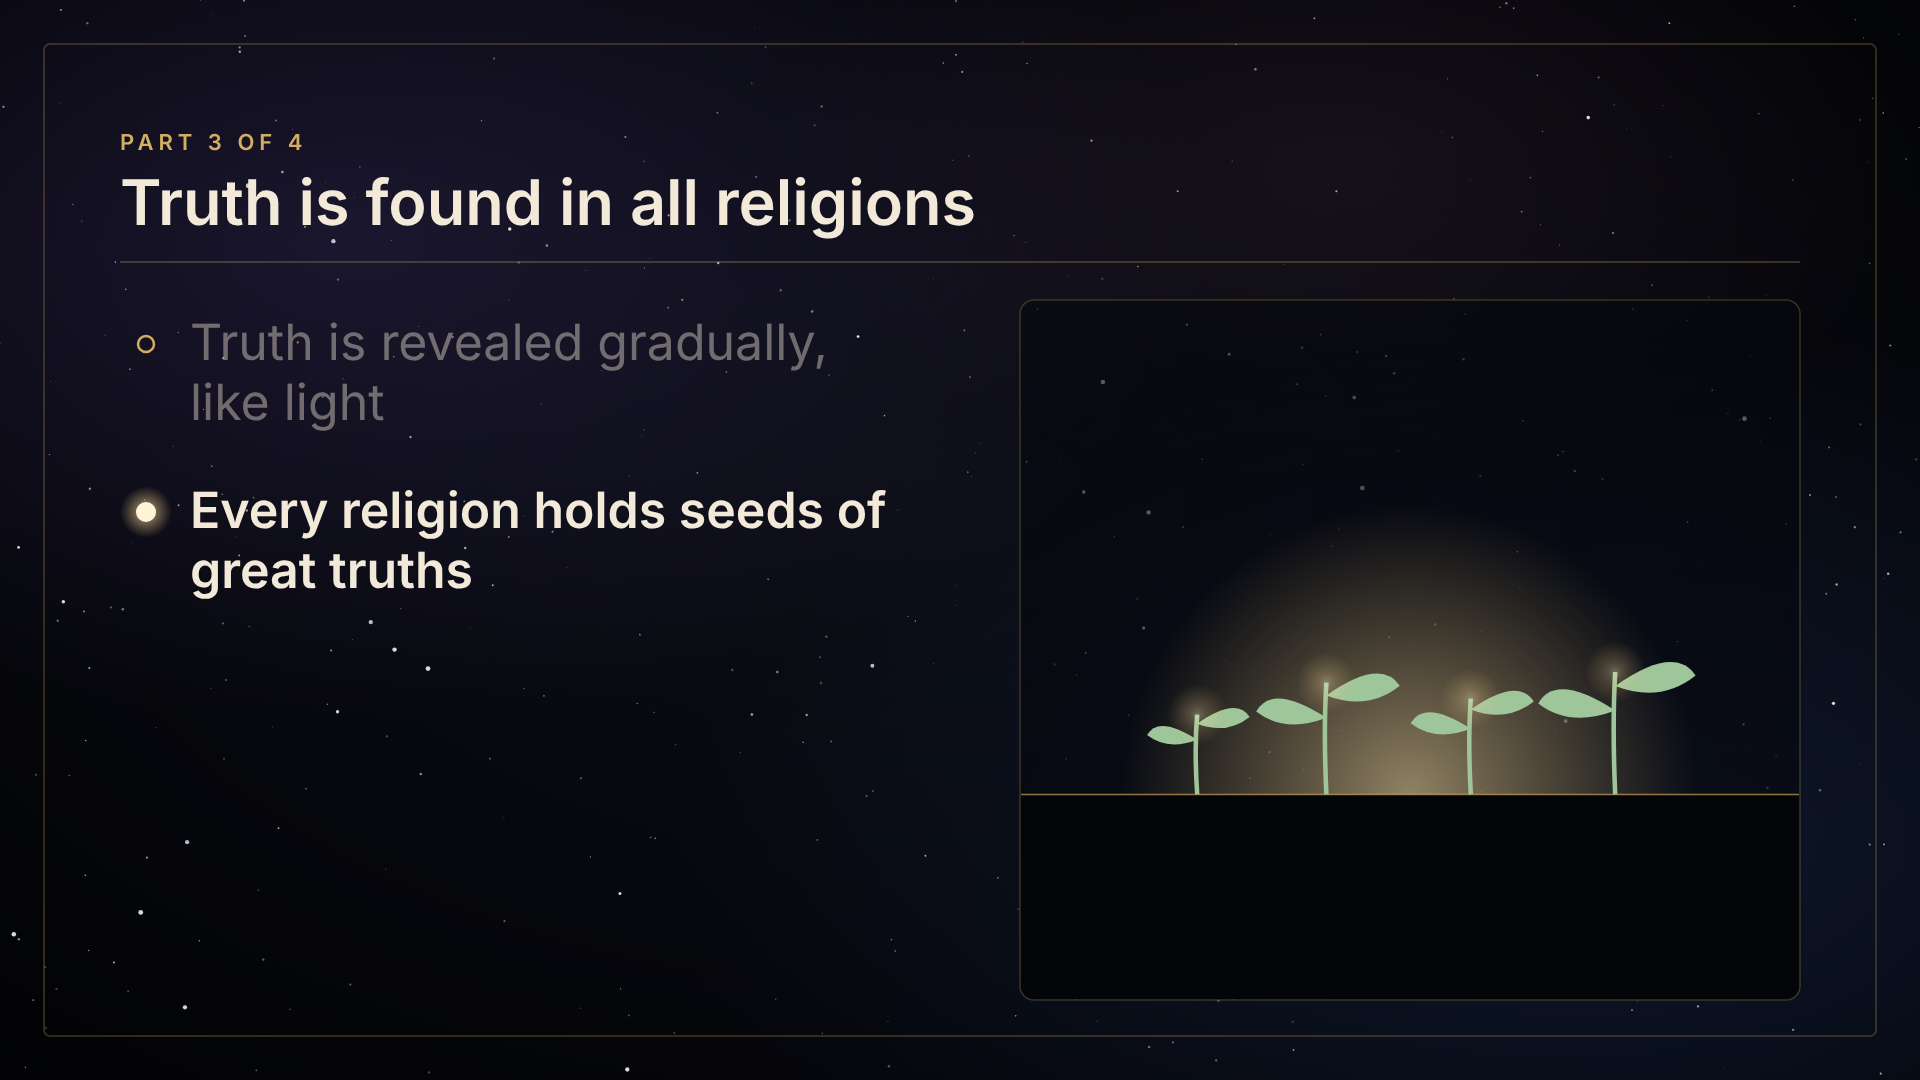 PART 3 OF 4
Truth is found in all religions
Truth is revealed gradually,
like light
Every religion holds seeds of
great truths